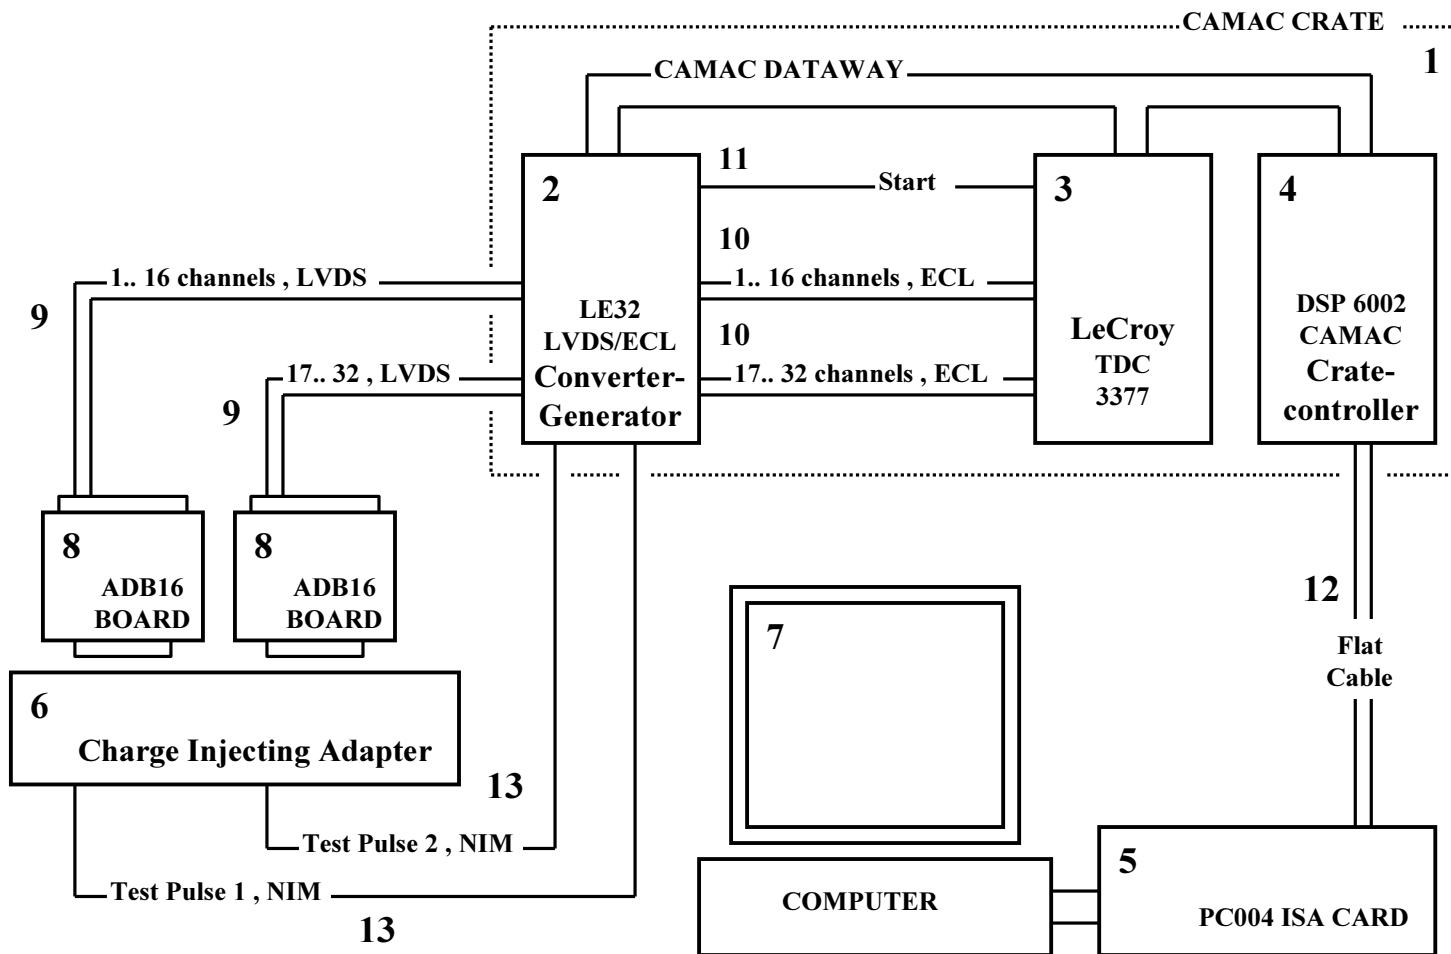 CAMAC CRATE
1
CAMAC DATAWAY
11
Start
2
3
4
10
1.. 16 channels , LVDS
1.. 16 channels , ECL
9
LE32
LVDS/ECL
Converter-
Generator
10
LeCroy
TDC
3377
DSP 6002
CAMAC
Crate-
controller
17.. 32 , LVDS
17.. 32 channels , ECL
9
8
ADB16
BOARD
8
ADB16
BOARD
12
Flat
Cable
7
6
Charge Injecting Adapter
13
Test Pulse 2 , NIM
Test Pulse 1 , NIM
13
COMPUTER
5
PC004 ISA CARD